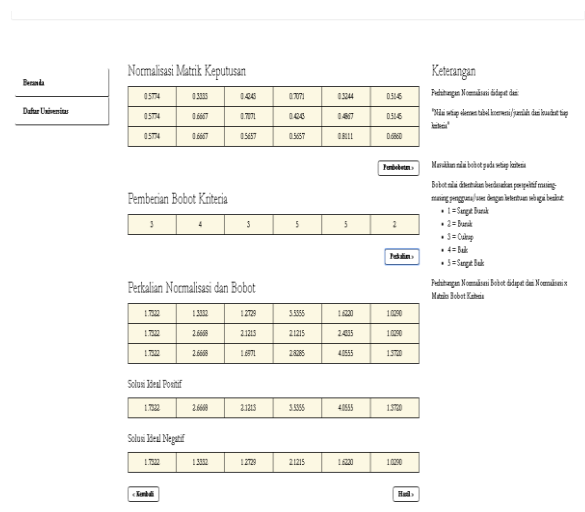 Beranda
Daftar Universitas
Normalisasi Matrik Keputusan
0.5774 0.3333 0.4243 0.7071 0.3244 0.5145
0.5774 0.6667 0.7071 0.4243 0.4867 0.5145
0.5774 0.6667 0.5657 0.5657 0.8111 0.6860
Pembobotan »
Pemberian Bobot Kriteria
3 4 3 5 5 2
Perkalian »
Perkalian Normalisasi dan Bobot
1.7322 1.3332 1.2729 3.5355 1.6220 1.0290
1.7322 2.6668 2.1213 2.1215 2.4335 1.0290
1.7322 2.6668 1.6971 2.8285 4.0555 1.3720
Solusi Ideal Positif
1.7322 2.6668 2.1213 3.5355 4.0555 1.3720
Solusi Ideal Negatif
1.7322 1.3332 1.2729 2.1215 1.6220 1.0290
« Kembali
Hasil »
Keterangan
Perhitungan Normalisasi didapat dari:
"Nilai setiap elemen tabel konversi/jumlah dari kuadrat tiap
kriteria"
Masukkan nilai bobot pada setiap kriteria
Bobot nilai ditentukan berdasarkan perspektif masing-
masing pengguna/user dengan ketentuan sebagai berikut:
• 1 = Sangat Buruk
• 2 = Buruk
• 3 = Cukup
• 4 = Baik
• 5 = Sangat Baik
Perhitungan Normalisasi Bobot didapat dari Normalisasi x
Matriks Bobot Kriteria